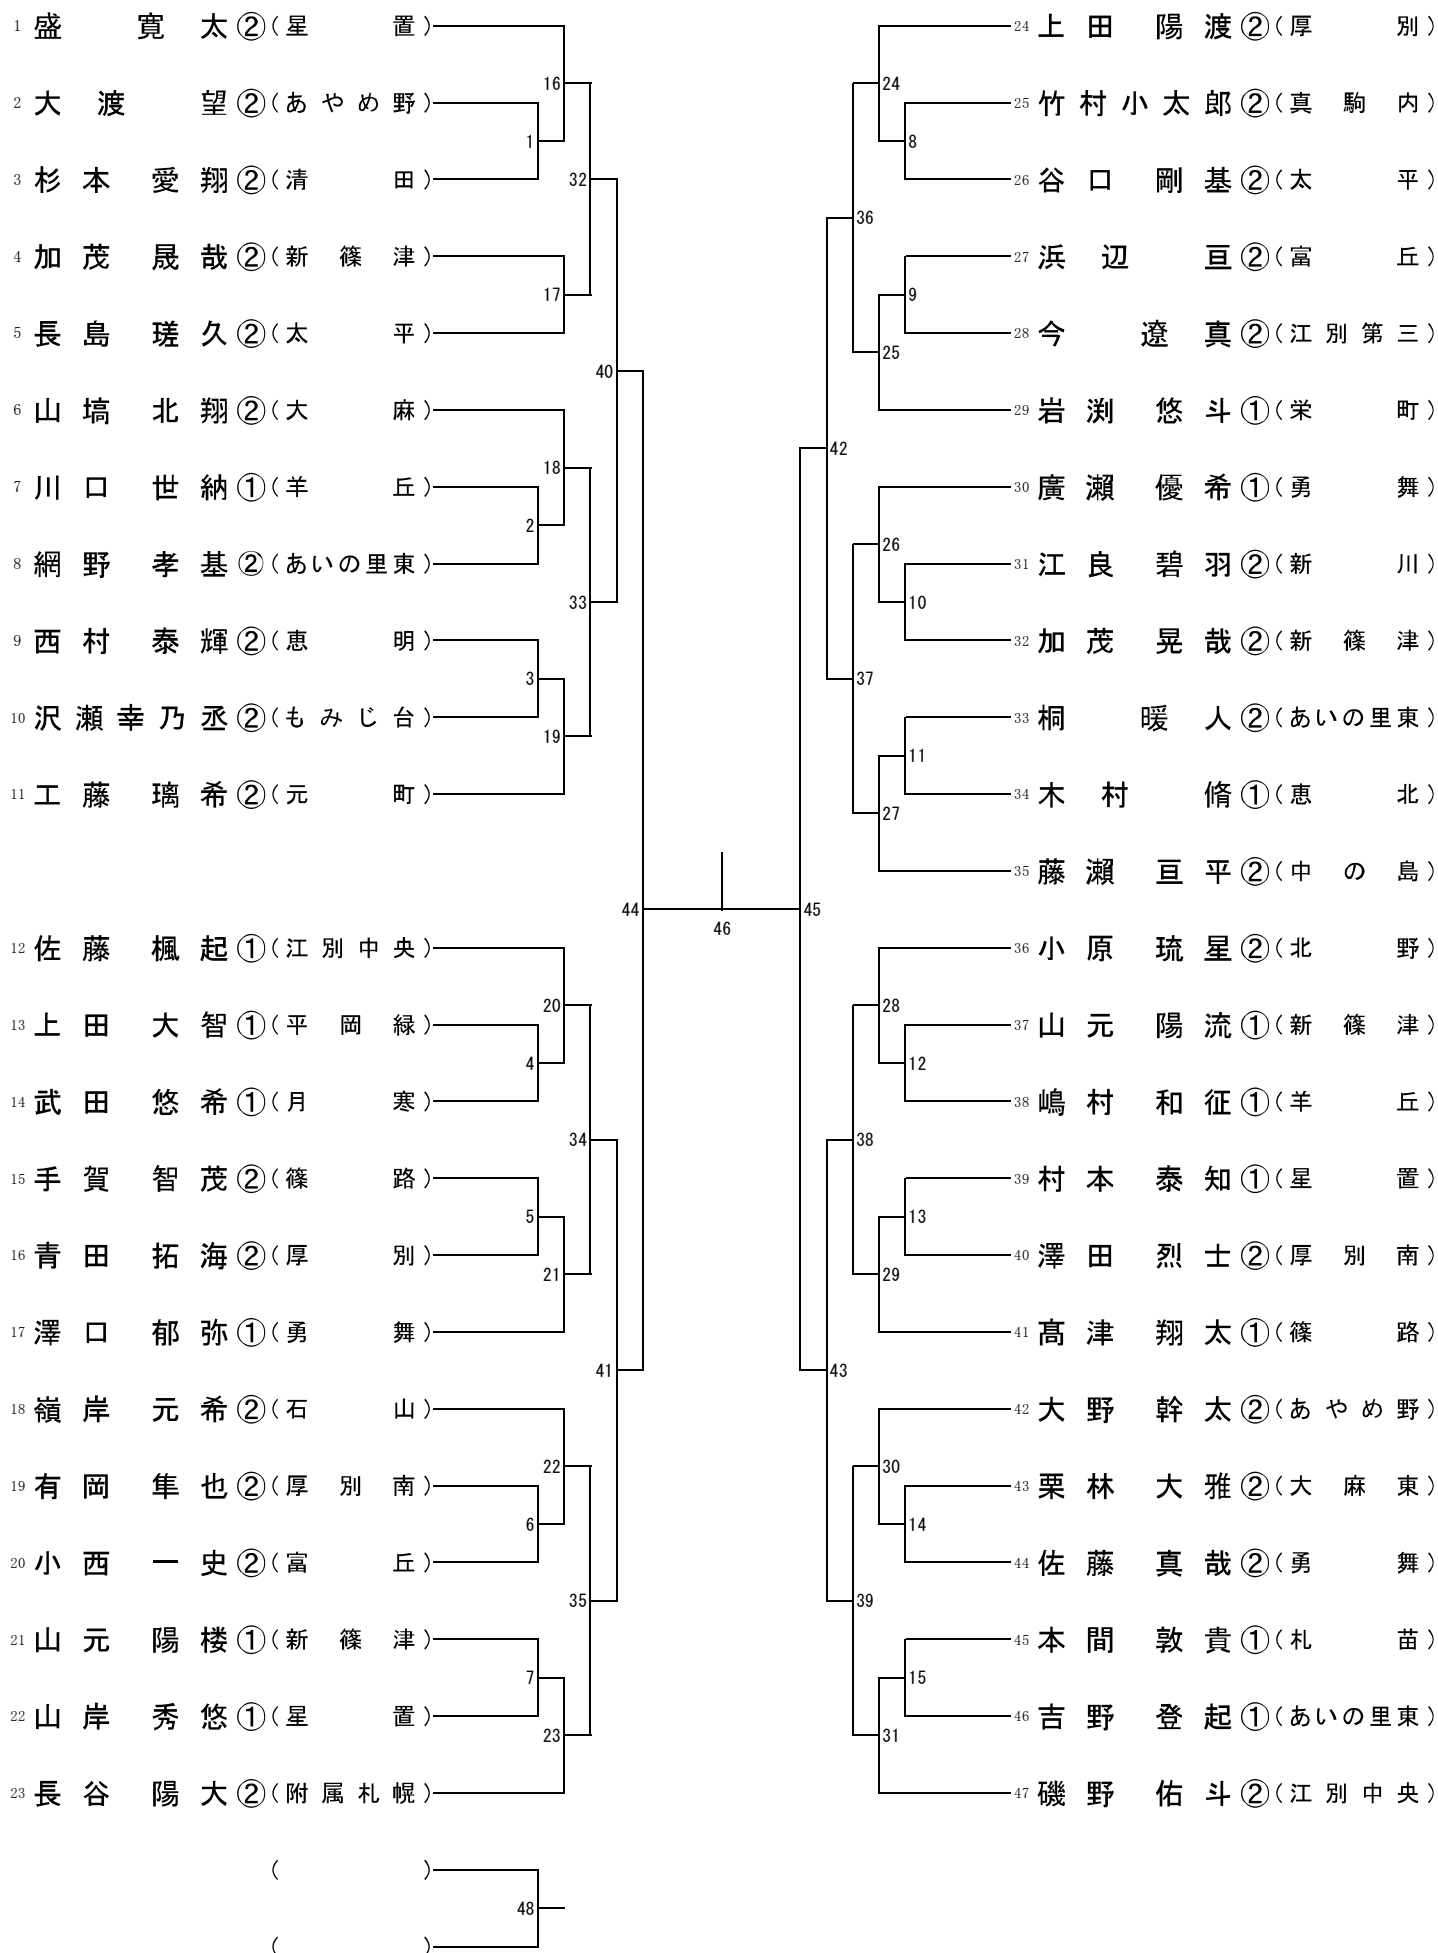 1 盛 寛太②(星置)
2 大渡 望②(あやめ野)
3 杉本 愛翔②(清田)
4 加茂 晟哉②(新篠津)
5 長島 瑳久②(太平)
6 山塙 北翔②(大麻)
7 川口 世納①(羊丘)
8 網野 孝基②(あいの里東)
9 西村 泰輝②(恵明)
10 沢瀬幸乃丞②(もみじ台)
11 工藤 璃希②(元町)
12 佐藤 楓起①(江別中央)
13 上田 大智①(平岡緑)
14 武田 悠希①(月寒)
15 手賀 智茂②(篠路)
16 青田 拓海②(厚別)
17 澤口 郁弥①(勇舞)
18 嶺岸 元希②(石山)
19 有岡 隼也②(厚別南)
20 小西 一史②(富丘)
21 山元 陽楼①(新篠津)
22 山岸 秀悠①(星置)
23 長谷 陽大②(附属札幌)
( )
( )
1
2
3
4
5
6
7
16
17
18
19
20
21
22
23
32
33
34
35
40
41
44
48
46
45
42
43
36
37
38
39
24
25
26
27
28
29
30
31
8
9
10
11
12
13
14
15
24 上田 陽渡②(厚別)
25 竹村小太郎②(真駒内)
26 谷口 剛基②(太平)
27 浜辺 亘②(富丘)
28 今 遼真②(江別第三)
29 岩渕 悠斗①(栄町)
30 廣瀬 優希①(勇舞)
31 江良 碧羽②(新川)
32 加茂 晃哉②(新篠津)
33 桐 暖人②(あいの里東)
34 木村 脩①(恵北)
35 藤瀬 亘平②(中の島)
36 小原 琉星②(北野)
37 山元 陽流①(新篠津)
38 嶋村 和征①(羊丘)
39 村本 泰知①(星置)
40 澤田 烈士②(厚別南)
41 髙津 翔太①(篠路)
42 大野 幹太②(あやめ野)
43 栗林 大雅②(大麻東)
44 佐藤 真哉②(勇舞)
45 本間 敦貴①(札苗)
46 吉野 登起①(あいの里東)
47 磯野 佑斗②(江別中央)